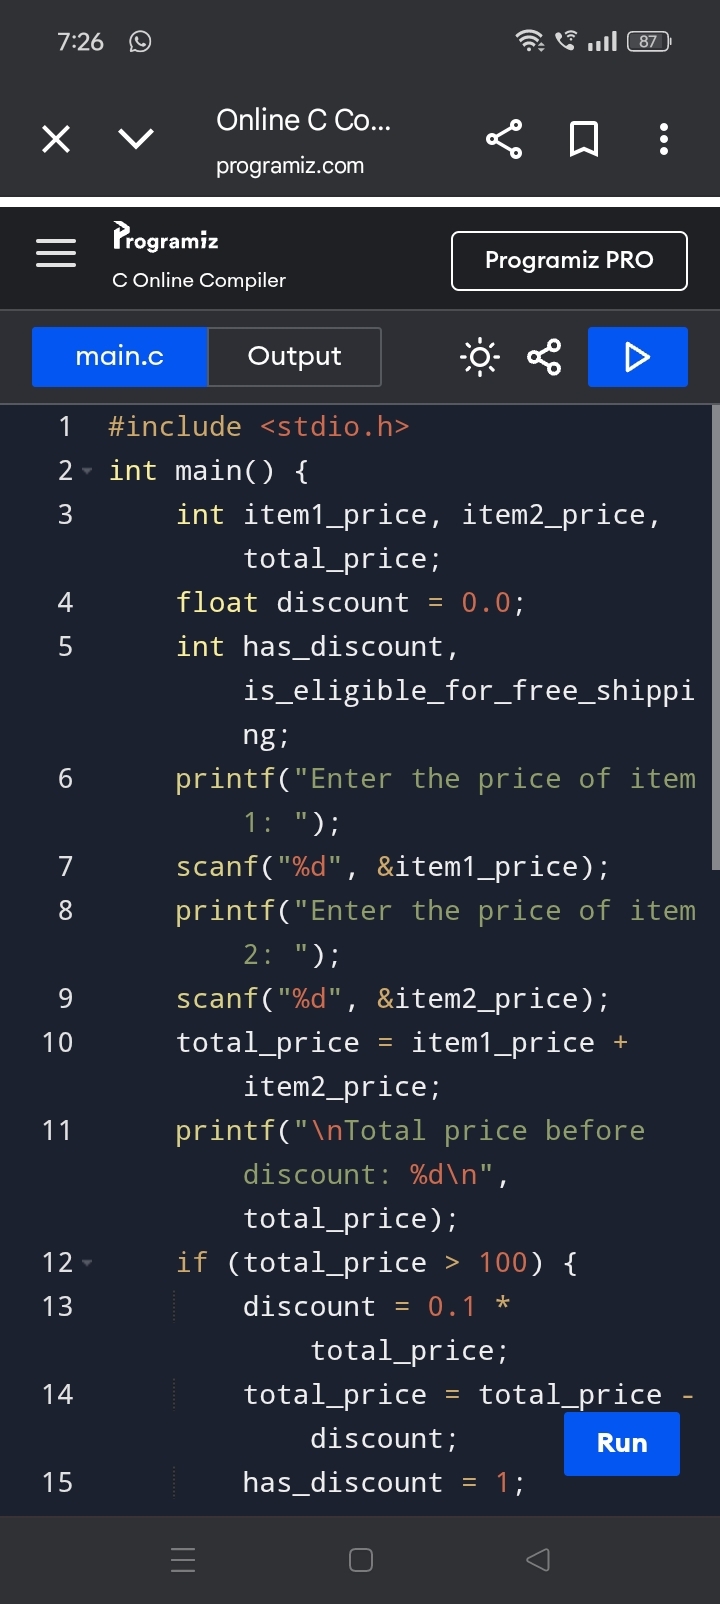 7:26
87
Online C Co...
programiz.com
Programiz
C Online Compiler
Programiz PRO
main.c
Output
1 #include <stdio.h>
2 int main() {
3 int item1_price, item2_price,
total_price;
4 float discount = 0.0;
5 int has_discount,
is_eligible_for_free_shippi
ng;
6 printf("Enter the price of item
1: ");
7 scanf("%d", &item1_price);
8 printf("Enter the price of item
2: ");
9 scanf("%d", &item2_price);
10 total_price = item1_price +
item2_price;
11 printf("\nTotal price before
discount: %d\n",
total_price);
12 if (total_price > 100) {
13 discount = 0.1 *
total_price;
14 total_price = total_price -
discount;
15 has_discount = 1;
Run